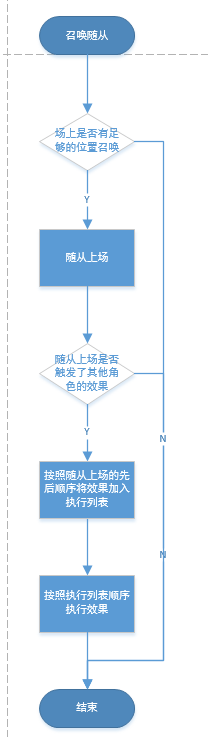 召唤随从
场上是否有足
够的位置召唤
Y
随从上场
随从上场是否
触发了其他角
色的效果
Y
N
按照随从上场的先
后顺序将效果加入
执行列表
N
按照执行列表顺序
执行效果
结束